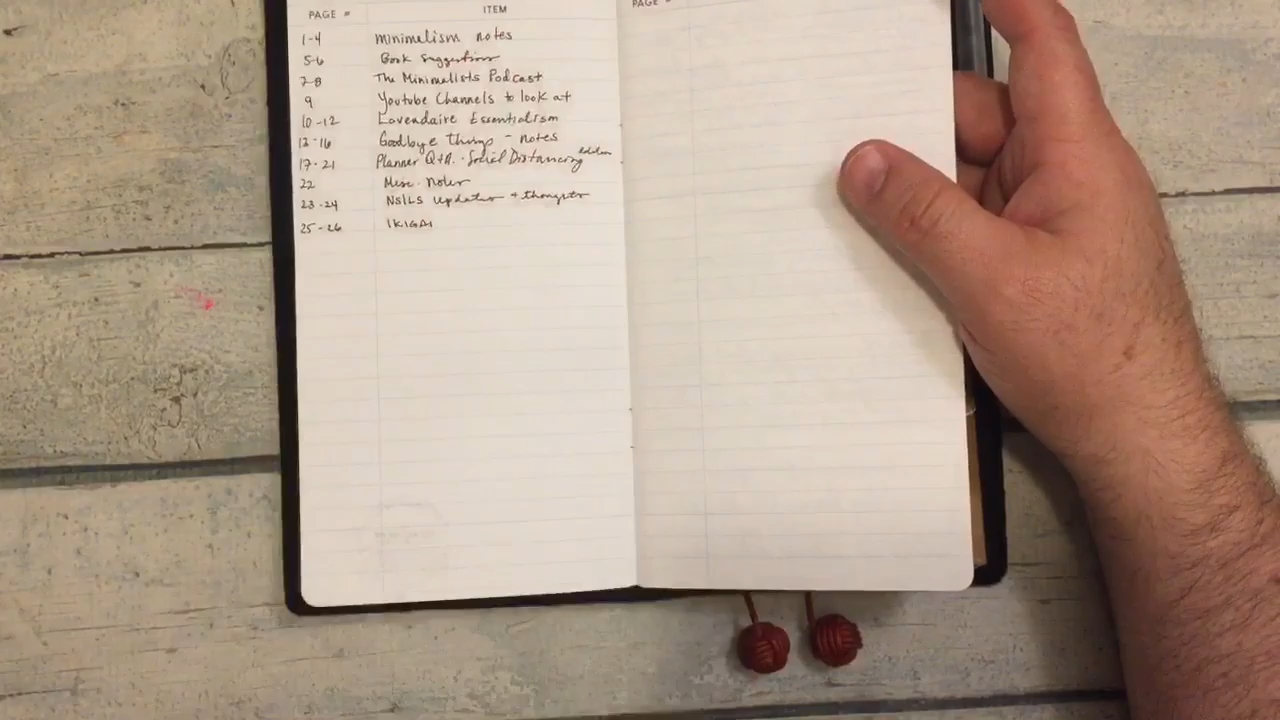 PAGE # ITEM
PAGE #
1-4 minimalism notes
5-6 Book suggestions
7-8 The Minimalists Podcast
9 Youtube Channels to look at
10-12 Lavendaire Essentialism
13-16 Goodbye Things - notes
17-21 Planner Q+A. Social Distancing edition
22 Misc. Notes
23-24 NSILS updates + thoughts
25-26 IKIGAI